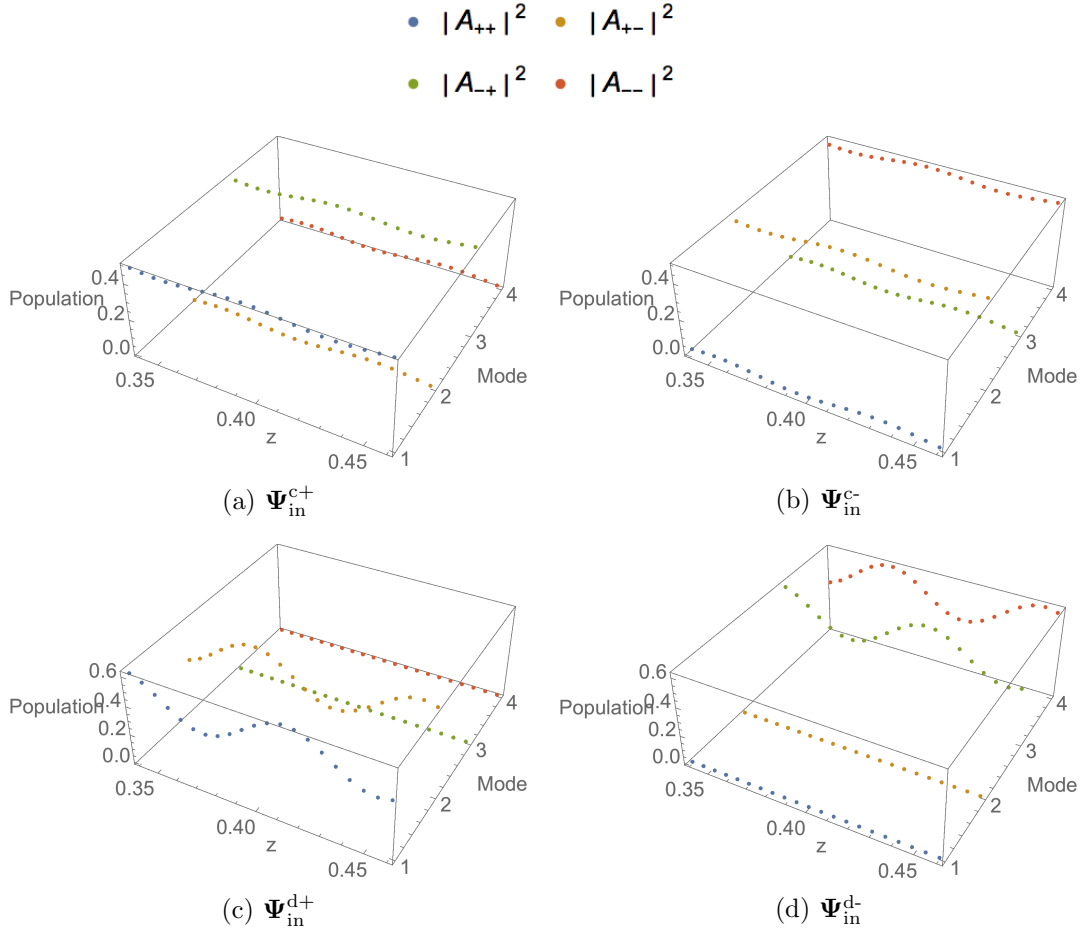 |A₊₊|² |A₊₋|²
|A₋₊|² |A₋₋|²
0.4
Population
0.2
0.0
0.35
0.40
z
0.45
1
2
Mode
3
4
(a) Ψ_in^c+
0.4
Population
0.2
0.0
0.35
0.40
z
0.45
1
2
Mode
3
4
(b) Ψ_in^c-
0.6
0.4
Population
0.2
0.0
0.35
0.40
z
0.45
1
2
Mode
3
4
(c) Ψ_in^d+
0.6
0.4
Population
0.2
0.0
0.35
0.40
z
0.45
1
2
Mode
3
4
(d) Ψ_in^d-